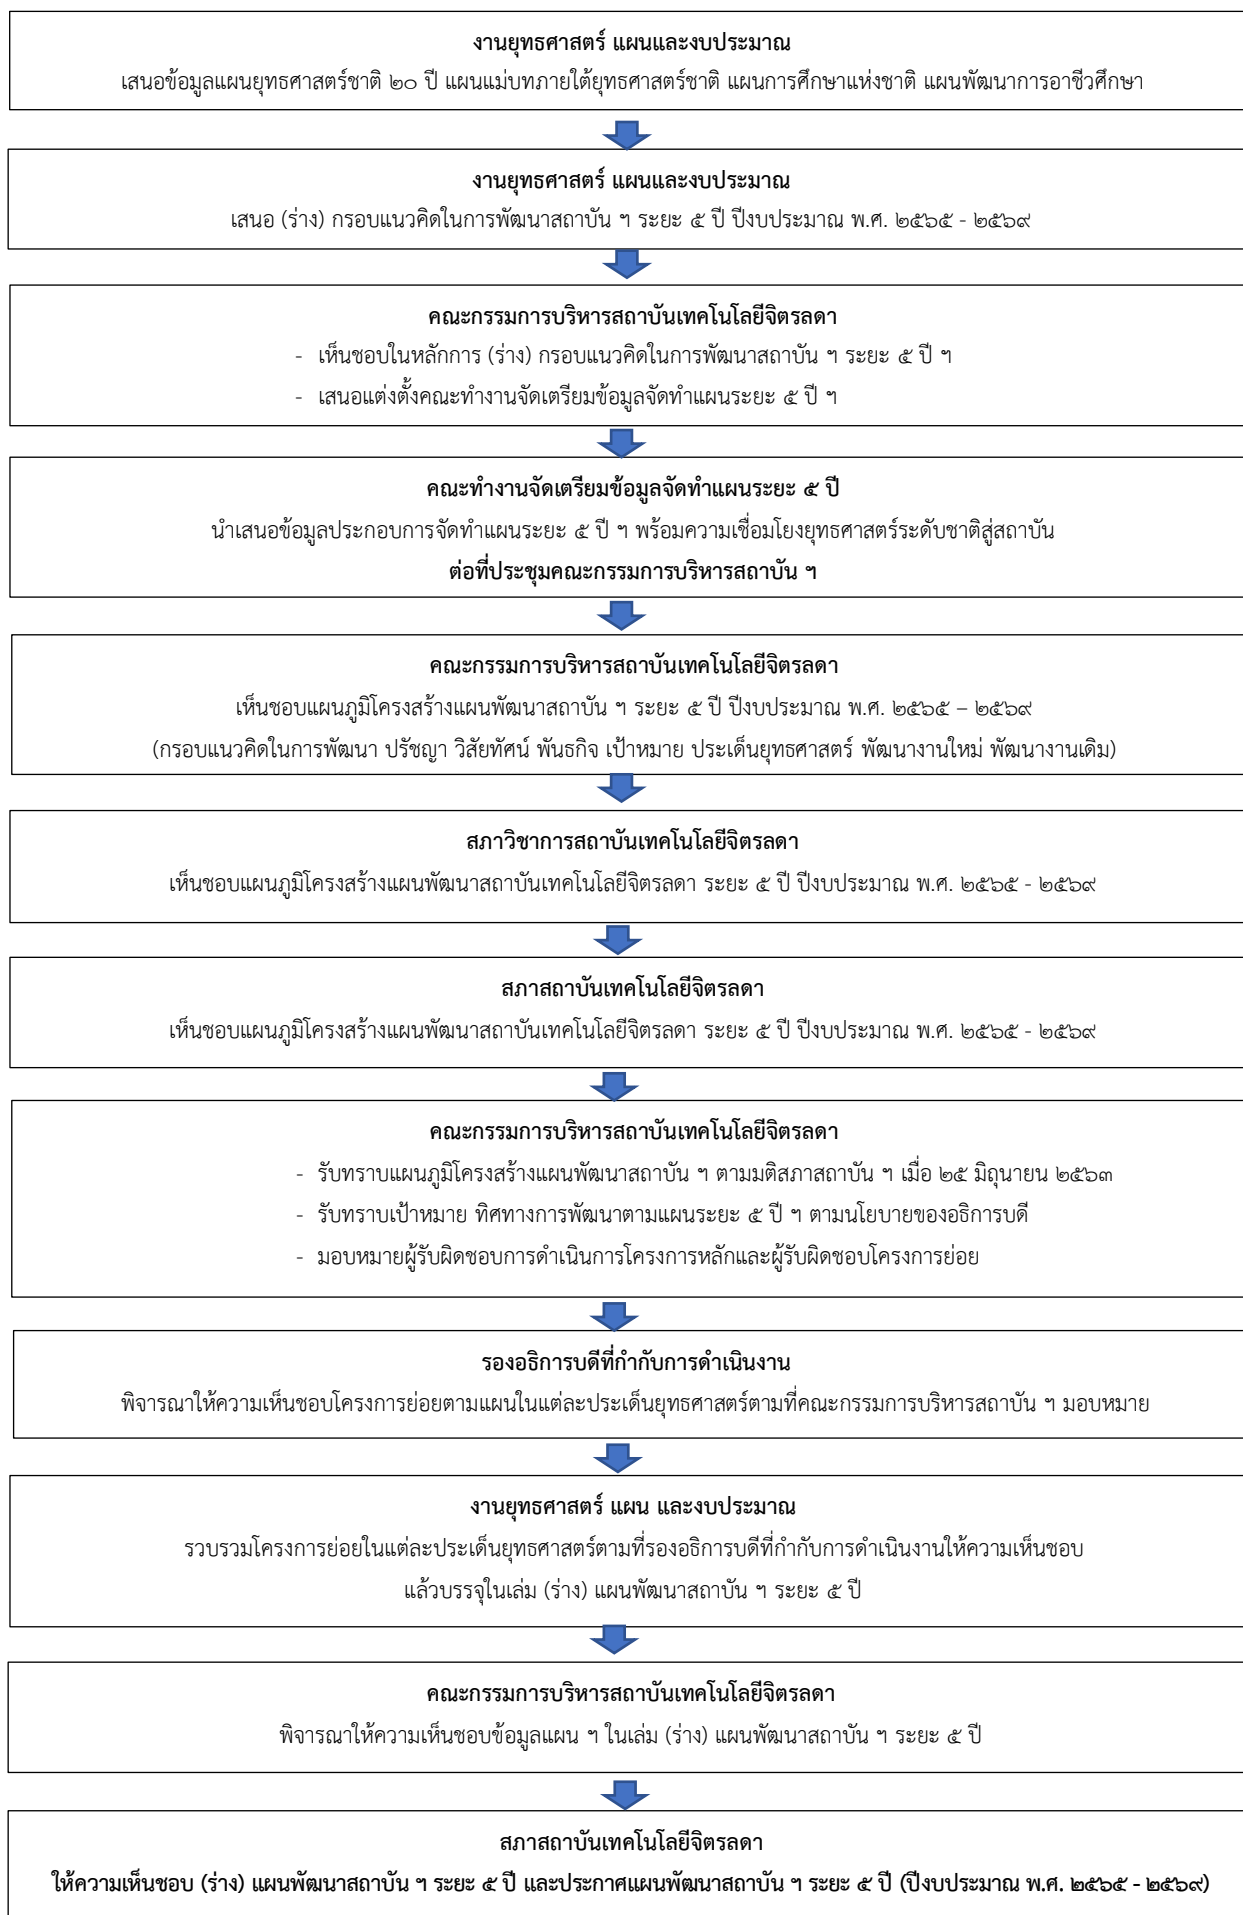 งานยุทธศาสตร์ แผนและงบประมาณ
เสนอข้อมูลแผนยุทธศาสตร์ชาติ ๒๐ ปี แผนแม่บทภายใต้ยุทธศาสตร์ชาติ แผนการศึกษาแห่งชาติ แผนพัฒนาการอาชีวศึกษา
งานยุทธศาสตร์ แผนและงบประมาณ
เสนอ (ร่าง) กรอบแนวคิดในการพัฒนาสถาบัน ฯ ระยะ ๕ ปี ปีงบประมาณ พ.ศ. ๒๕๖๕ - ๒๕๖๙
คณะกรรมการบริหารสถาบันเทคโนโลยีจิตรลดา
- เห็นชอบในหลักการ (ร่าง) กรอบแนวคิดในการพัฒนาสถาบัน ฯ ระยะ ๕ ปี ฯ
- เสนอแต่งตั้งคณะทำงานจัดเตรียมข้อมูลจัดทำแผนระยะ ๕ ปี ฯ
คณะทำงานจัดเตรียมข้อมูลจัดทำแผนระยะ ๕ ปี
นำเสนอข้อมูลประกอบการจัดทำแผนระยะ ๕ ปี ฯ พร้อมความเชื่อมโยงยุทธศาสตร์ระดับชาติสู่สถาบัน
ต่อที่ประชุมคณะกรรมการบริหารสถาบัน ฯ
คณะกรรมการบริหารสถาบันเทคโนโลยีจิตรลดา
เห็นชอบแผนภูมิโครงสร้างแผนพัฒนาสถาบัน ฯ ระยะ ๕ ปี ปีงบประมาณ พ.ศ. ๒๕๖๕ – ๒๕๖๙
(กรอบแนวคิดในการพัฒนา ปรัชญา วิสัยทัศน์ พันธกิจ เป้าหมาย ประเด็นยุทธศาสตร์ พัฒนางานใหม่ พัฒนางานเดิม)
สภาวิชาการสถาบันเทคโนโลยีจิตรลดา
เห็นชอบแผนภูมิโครงสร้างแผนพัฒนาสถาบันเทคโนโลยีจิตรลดา ระยะ ๕ ปี ปีงบประมาณ พ.ศ. ๒๕๖๕ - ๒๕๖๙
สภาสถาบันเทคโนโลยีจิตรลดา
เห็นชอบแผนภูมิโครงสร้างแผนพัฒนาสถาบันเทคโนโลยีจิตรลดา ระยะ ๕ ปี ปีงบประมาณ พ.ศ. ๒๕๖๕ - ๒๕๖๙
คณะกรรมการบริหารสถาบันเทคโนโลยีจิตรลดา
- รับทราบแผนภูมิโครงสร้างแผนพัฒนาสถาบัน ฯ ตามมติสภาสถาบัน ฯ เมื่อ ๒๕ มิถุนายน ๒๕๖๓
- รับทราบเป้าหมาย ทิศทางการพัฒนาตามแผนระยะ ๕ ปี ฯ ตามนโยบายของอธิการบดี
- มอบหมายผู้รับผิดชอบการดำเนินการโครงการหลักและผู้รับผิดชอบโครงการย่อย
รองอธิการบดีที่กำกับการดำเนินงาน
พิจารณาให้ความเห็นชอบโครงการย่อยตามแผนในแต่ละประเด็นยุทธศาสตร์ตามที่คณะกรรมการบริหารสถาบัน ฯ มอบหมาย
งานยุทธศาสตร์ แผน และงบประมาณ
รวบรวมโครงการย่อยในแต่ละประเด็นยุทธศาสตร์ตามที่รองอธิการบดีที่กำกับการดำเนินงานให้ความเห็นชอบ
แล้วบรรจุในเล่ม (ร่าง) แผนพัฒนาสถาบัน ฯ ระยะ ๕ ปี
คณะกรรมการบริหารสถาบันเทคโนโลยีจิตรลดา
พิจารณาให้ความเห็นชอบข้อมูลแผน ฯ ในเล่ม (ร่าง) แผนพัฒนาสถาบัน ฯ ระยะ ๕ ปี
สภาสถาบันเทคโนโลยีจิตรลดา
ให้ความเห็นชอบ (ร่าง) แผนพัฒนาสถาบัน ฯ ระยะ ๕ ปี และประกาศแผนพัฒนาสถาบัน ฯ ระยะ ๕ ปี (ปีงบประมาณ พ.ศ. ๒๕๖๕ - ๒๕๖๙)